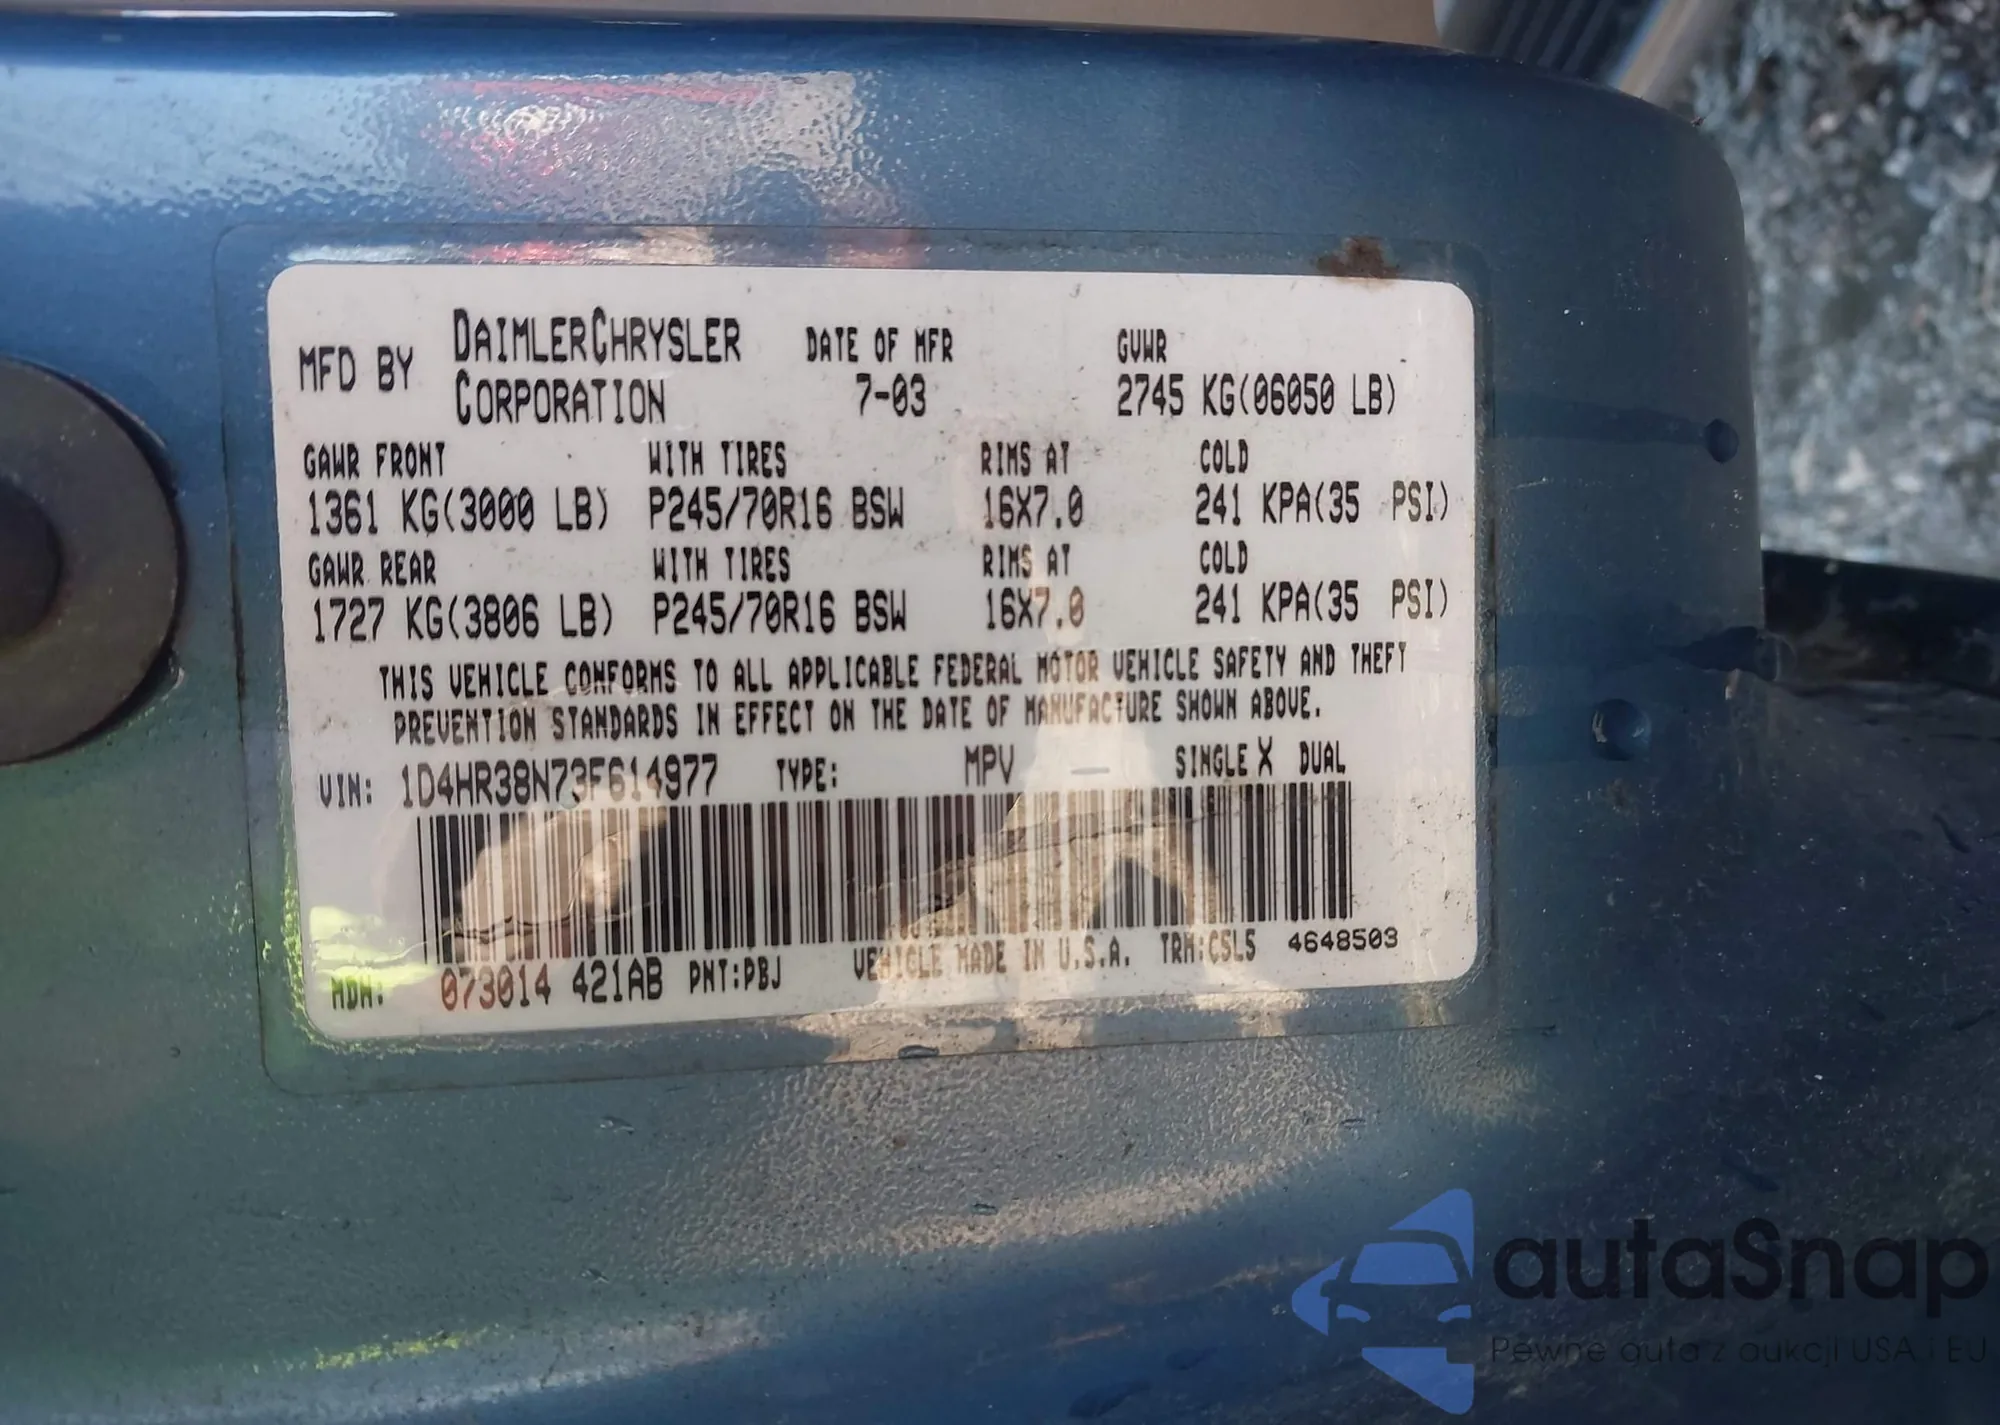 MFD BY DAIMLERCHRYSLER CORPORATION DATE OF MFR 7-03 GVWR 2745 KG(06050 LB)
GAWR FRONT WITH TIRES RIMS AT COLD
1361 KG(3000 LB) P245/70R16 BSW 16X7.0 241 KPA(35 PSI)
GAWR REAR WITH TIRES RIMS AT COLD
1727 KG(3806 LB) P245/70R16 BSW 16X7.0 241 KPA(35 PSI)
THIS VEHICLE CONFORMS TO ALL APPLICABLE FEDERAL MOTOR VEHICLE SAFETY AND THEFT
PREVENTION STANDARDS IN EFFECT ON THE DATE OF MANUFACTURE SHOWN ABOVE.
VIN: 1D4HR38N73F614977 TYPE: MPV SINGLE X DUAL
MDH: 073014 421AB PNT:PBJ VEHICLE MADE IN U.S.A. TRM:C5L5 4648503
autaSnap
Pewne auta z aukcji USA i EU